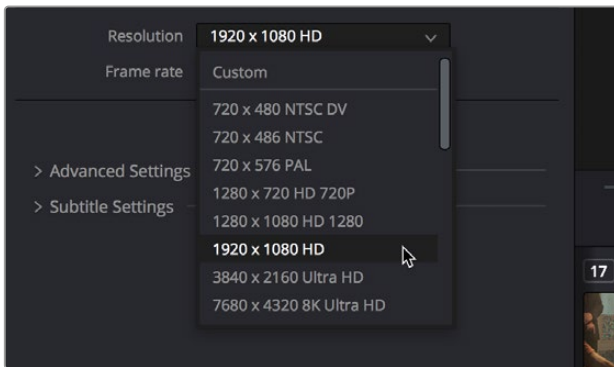 Resolution 1920 x 1080 HD
Frame rate
Custom
720 x 480 NTSC DV
720 x 486 NTSC
720 x 576 PAL
1280 x 720 HD 720P
1280 x 1080 HD 1280
1920 x 1080 HD
3840 x 2160 Ultra HD
7680 x 4320 8K Ultra HD
> Advanced Settings
> Subtitle Settings
17